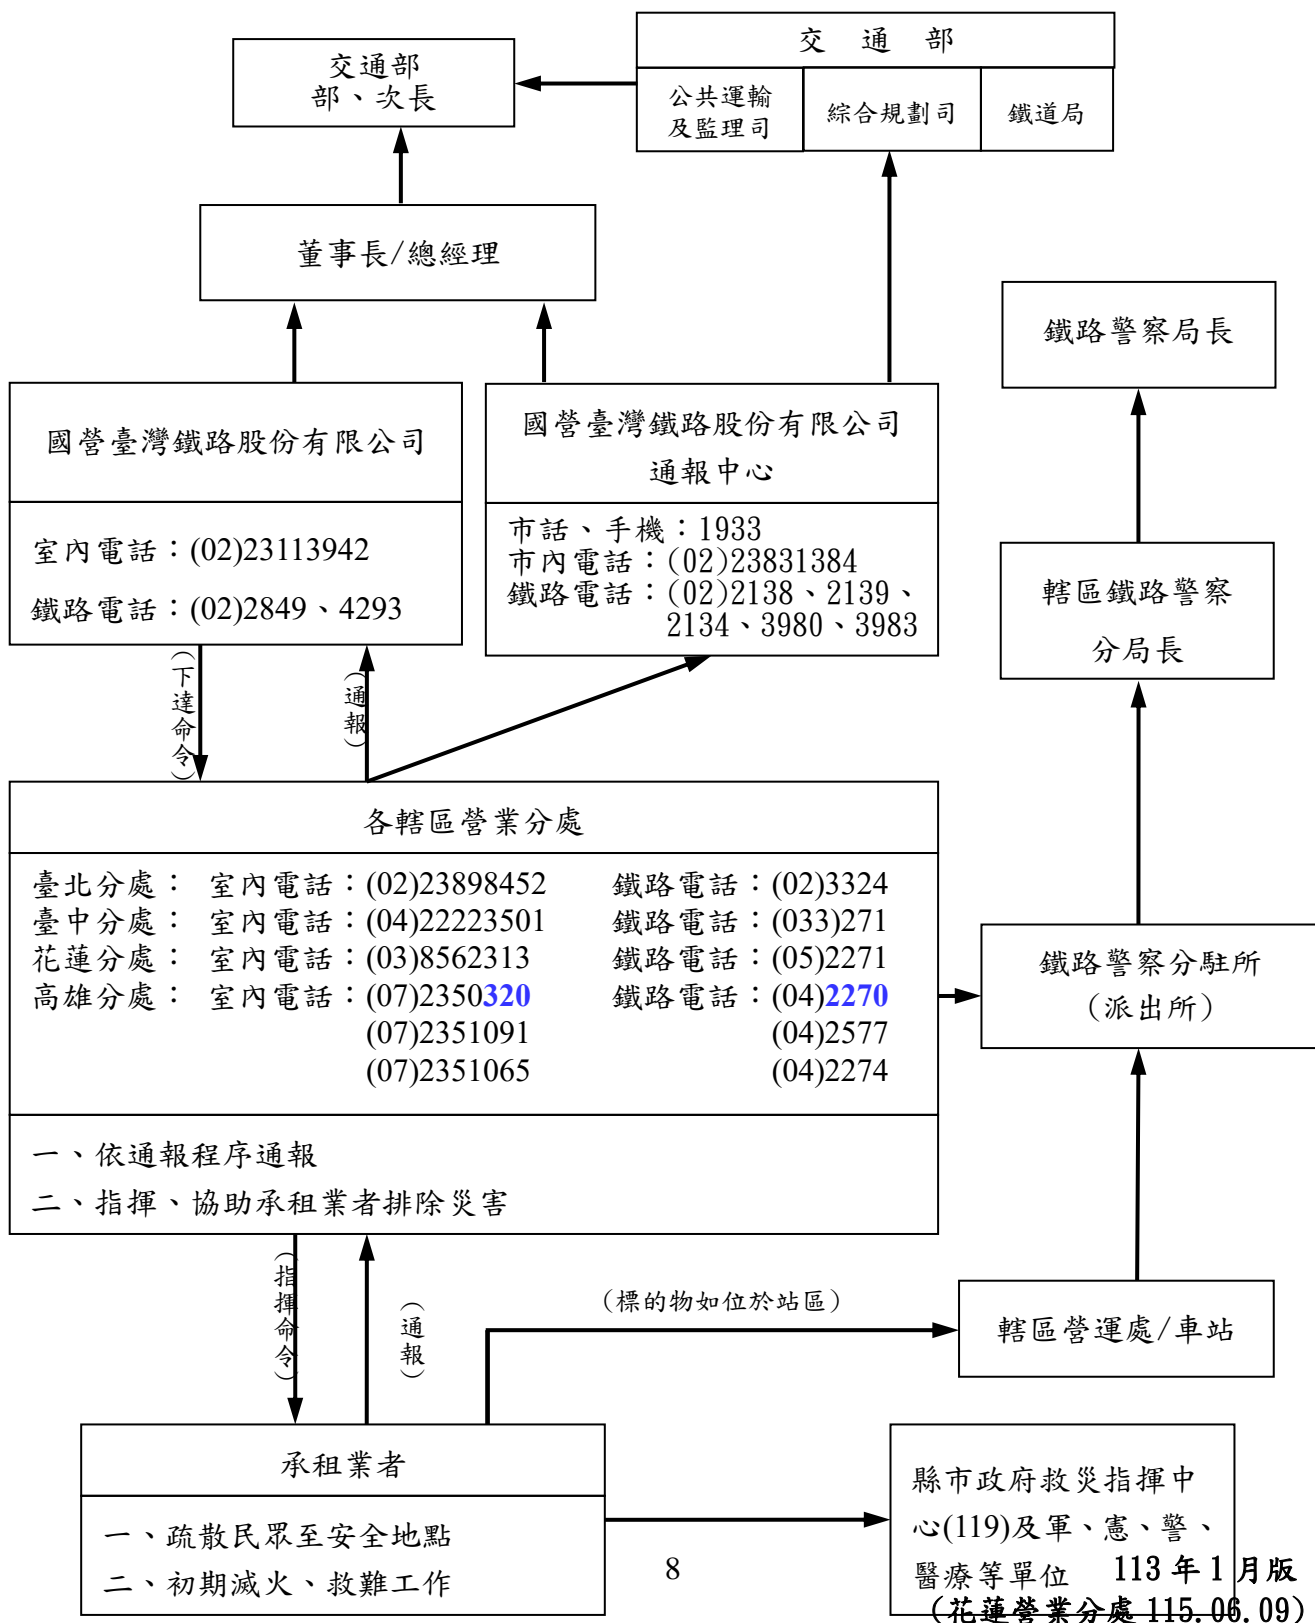 交 通 部
公共運輸
及監理司
綜合規劃司
鐵道局
交通部
部、次長
董事長/總經理
鐵路警察局長
國營臺灣鐵路股份有限公司
室內電話：(02)23113942
鐵路電話：(02)2849、4293
國營臺灣鐵路股份有限公司
通報中心
市話、手機：1933
市內電話：(02)23831384
鐵路電話：(02)2138、2139、
2134、3980、3983
轄區鐵路警察
分局長
(下達命令)
(通報)
各轄區營業分處
臺北分處： 室內電話：(02)23898452 鐵路電話：(02)3324
臺中分處： 室內電話：(04)22223501 鐵路電話：(033)271
花蓮分處： 室內電話：(03)8562313 鐵路電話：(05)2271
高雄分處： 室內電話：(07)2350320 鐵路電話：(04)2270
(07)2351091 (04)2577
(07)2351065 (04)2274
一、依通報程序通報
二、指揮、協助承租業者排除災害
鐵路警察分駐所
(派出所)
(指揮命令)
(通報)
(標的物如位於站區)
轄區營運處/車站
承租業者
一、疏散民眾至安全地點
二、初期滅火、救難工作
縣市政府救災指揮中
心(119)及軍、憲、警、
醫療等單位
8
113 年 1 月版
(花蓮營業分處 115.06.09)